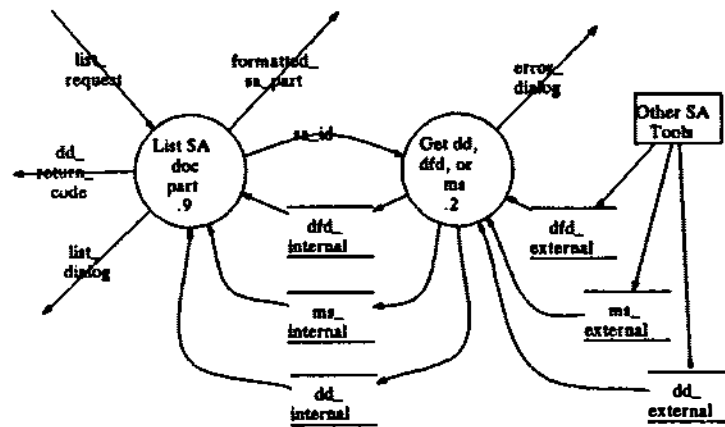 list_
request
formatted_
sa_part
error_
dialog
Other SA
Tools
sa_id
List SA
doc
part
.9
Get dd,
dfd, or
ms
.2
dd_
return_
code
list_
dialog
dfd_
internal
dfd_
external
ms_
internal
ms_
external
dd_
internal
dd_
external